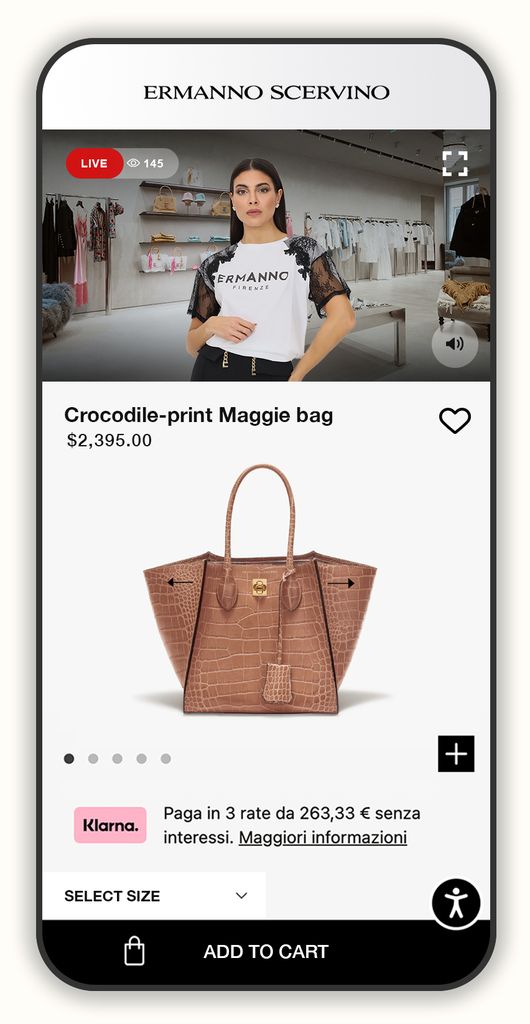 ERMANNO SCERVINO
LIVE 145
ERMANNO
FIRENZE
Crocodile-print Maggie bag
$2,395.00
Klarna.
Paga in 3 rate da 263,33 € senza
interessi. Maggiori informazioni
SELECT SIZE
ADD TO CART